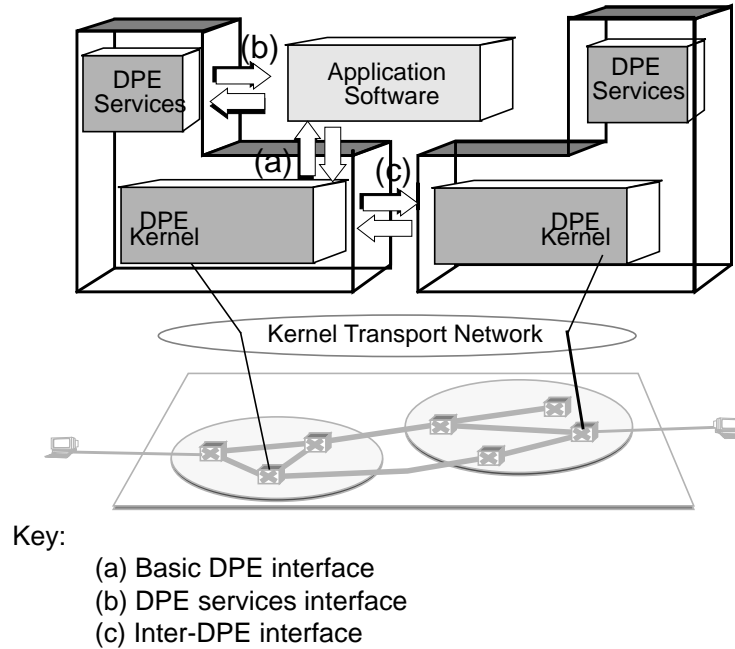 (b)
DPE
Services
Application
Software
DPE
Services
(a)
(c)
DPE
Kernel
DPE
Kernel
Kernel Transport Network
Key:
(a) Basic DPE interface
(b) DPE services interface
(c) Inter-DPE interface